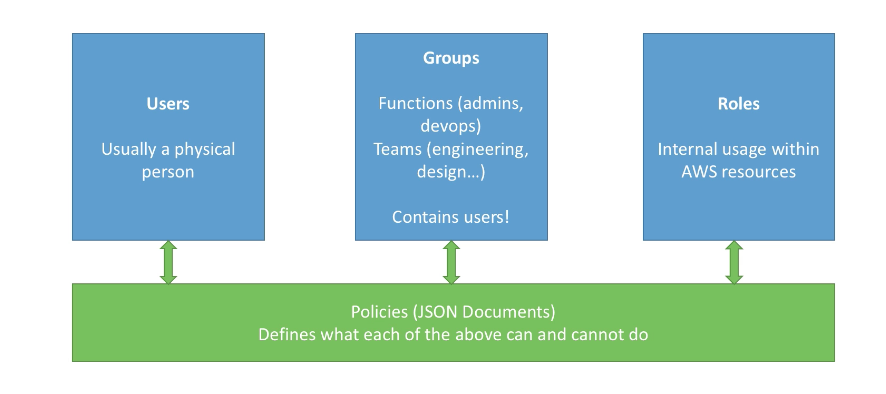 Users
Usually a physical
person
Groups
Functions (admins,
devops)
Teams (engineering,
design...)
Contains users!
Roles
Internal usage within
AWS resources
Policies (JSON Documents)
Defines what each of the above can and cannot do